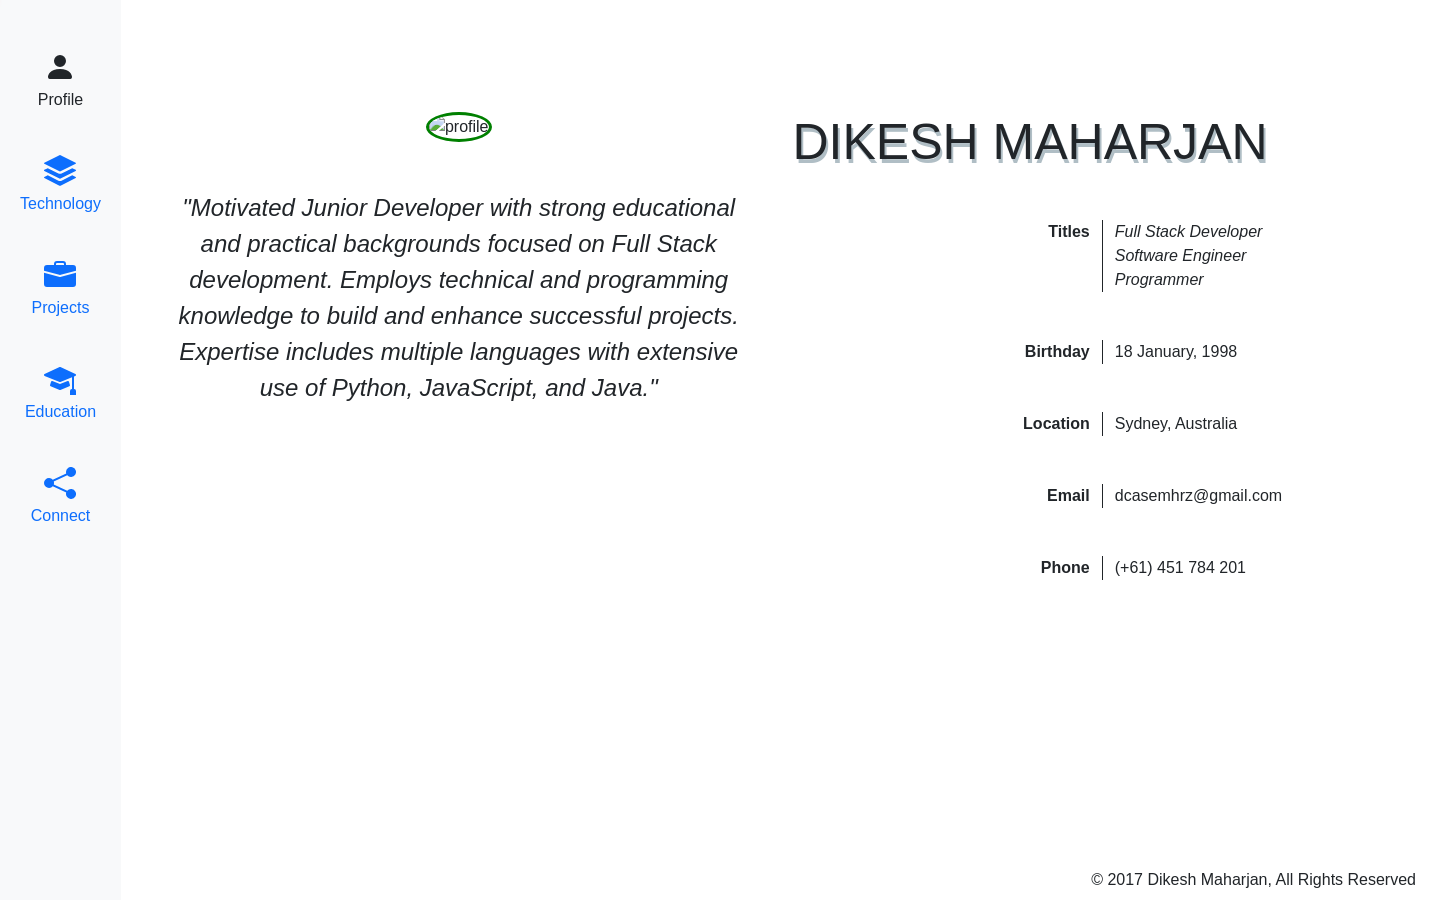 Profile
Technology
Projects
Education
Connect
profile
"Motivated Junior Developer with strong educational
and practical backgrounds focused on Full Stack
development. Employs technical and programming
knowledge to build and enhance successful projects.
Expertise includes multiple languages with extensive
use of Python, JavaScript, and Java."
DIKESH MAHARJAN
Titles
Full Stack Developer
Software Engineer
Programmer
Birthday
18 January, 1998
Location
Sydney, Australia
Email
dcasemhrz@gmail.com
Phone
(+61) 451 784 201
© 2017 Dikesh Maharjan, All Rights Reserved